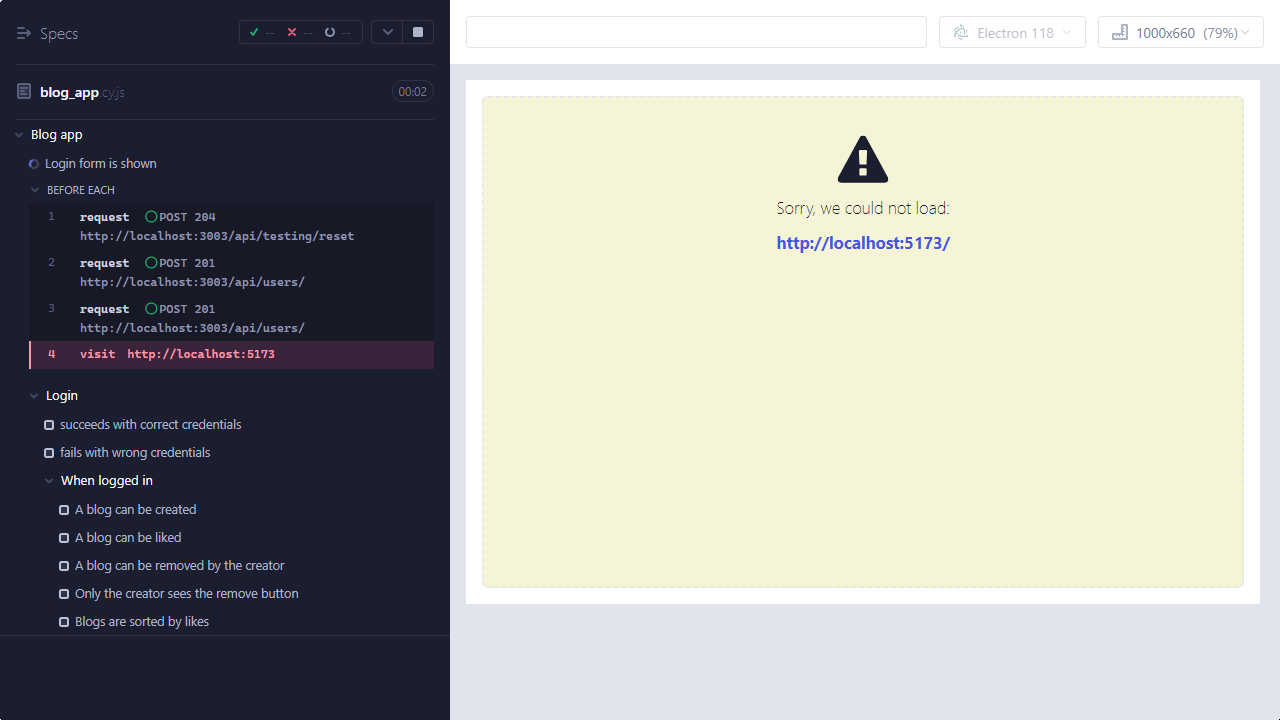 Specs
-- -- --
blog_app.cy.js 00:02
Blog app
Login form is shown
BEFORE EACH
1 request POST 204
http://localhost:3003/api/testing/reset
2 request POST 201
http://localhost:3003/api/users/
3 request POST 201
http://localhost:3003/api/users/
4 visit http://localhost:5173
Login
succeeds with correct credentials
fails with wrong credentials
When logged in
A blog can be created
A blog can be liked
A blog can be removed by the creator
Only the creator sees the remove button
Blogs are sorted by likes
Electron 118
1000x660 (79%)
Sorry, we could not load:
http://localhost:5173/